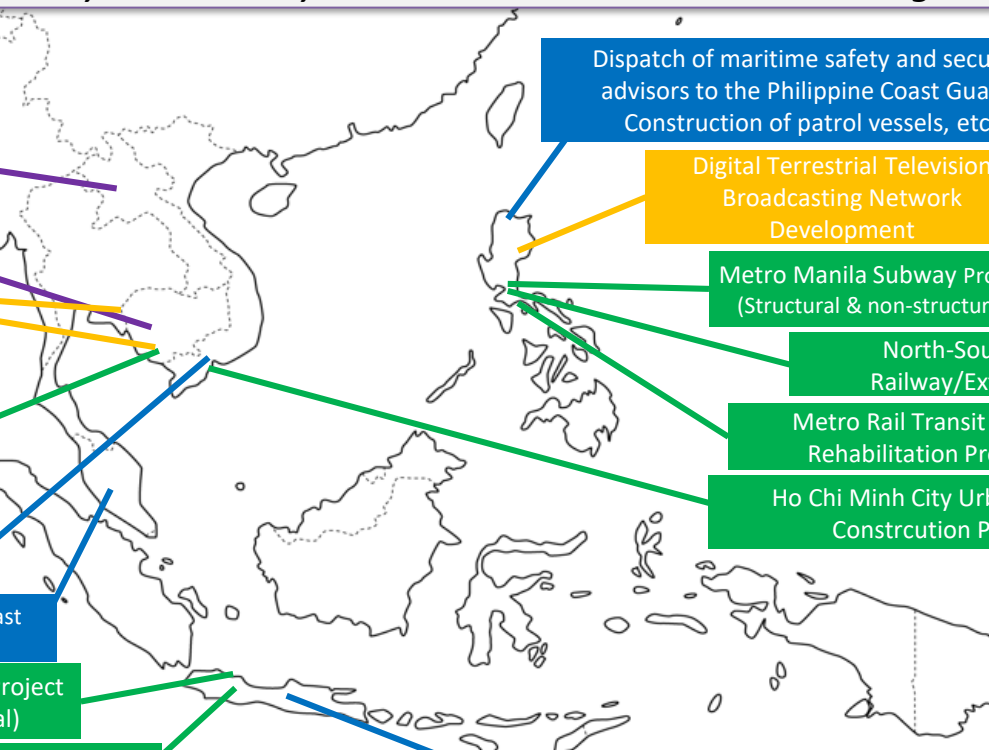 Dispatch of maritime safety and secu
advisors to the Philippine Coast Gua
Construction of patrol vessels, etc
Digital Terrestrial Television
Broadcasting Network
Development
Metro Manila Subway Pro
(Structural & non-structur
North-Sou
Railway/Ext
Metro Rail Transit
Rehabilitation Pro
Ho Chi Minh City Urb
Constrcution P
ast
roject
al)